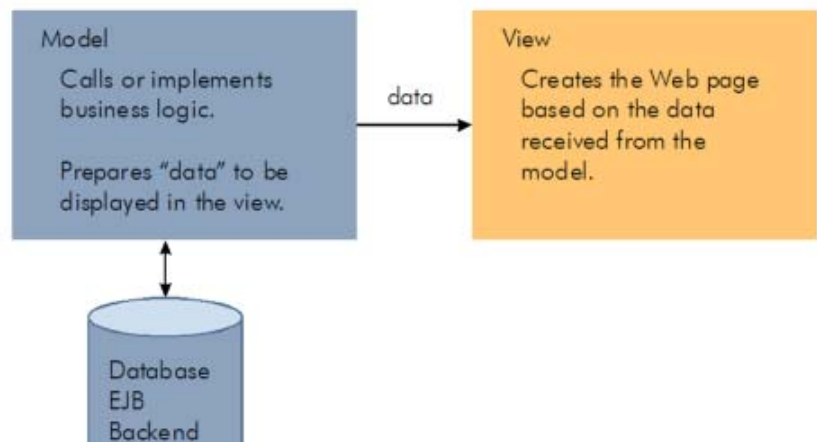 Model
Calls or implements
business logic.
Prepares “data” to be
displayed in the view.
data
View
Creates the Web page
based on the data
received from the
model.
Database
EJB
Backend